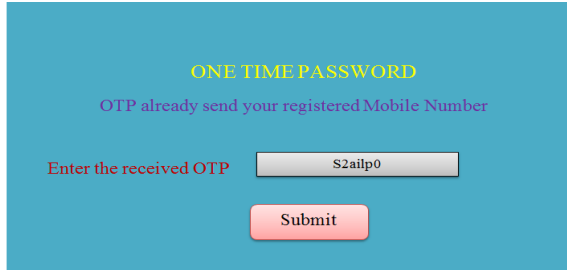 ONE TIME PASSWORD
OTP already send your registered Mobile Number
Enter the received OTP S2ailp0
Submit